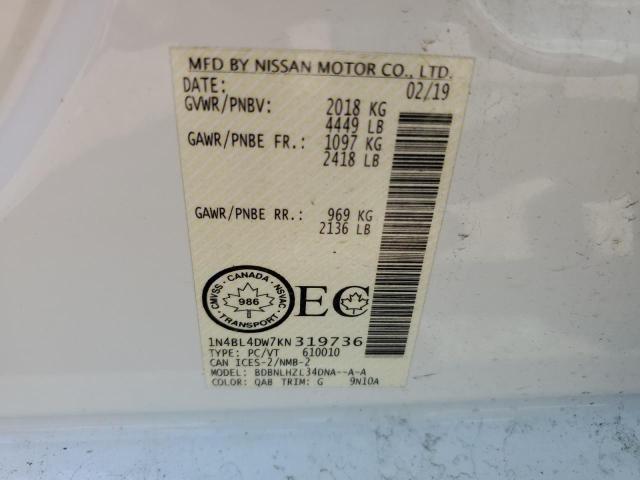 MFD BY NISSAN MOTOR CO., LTD.
DATE: 02/19
GVWR/PNBV: 2018 KG
4449 LB
GAWR/PNBE FR.: 1097 KG
2418 LB
GAWR/PNBE RR.: 969 KG
2136 LB
CANADA
CMVSS NSVAC
986
TRANSPORT
EC
1N4BL4DW7KN319736
TYPE: PC/VT 610010
CAN ICES-2/NMB-2
MODEL: BDBNLHZL34DNA--A-A
COLOR: QAB TRIM: G 9N10A